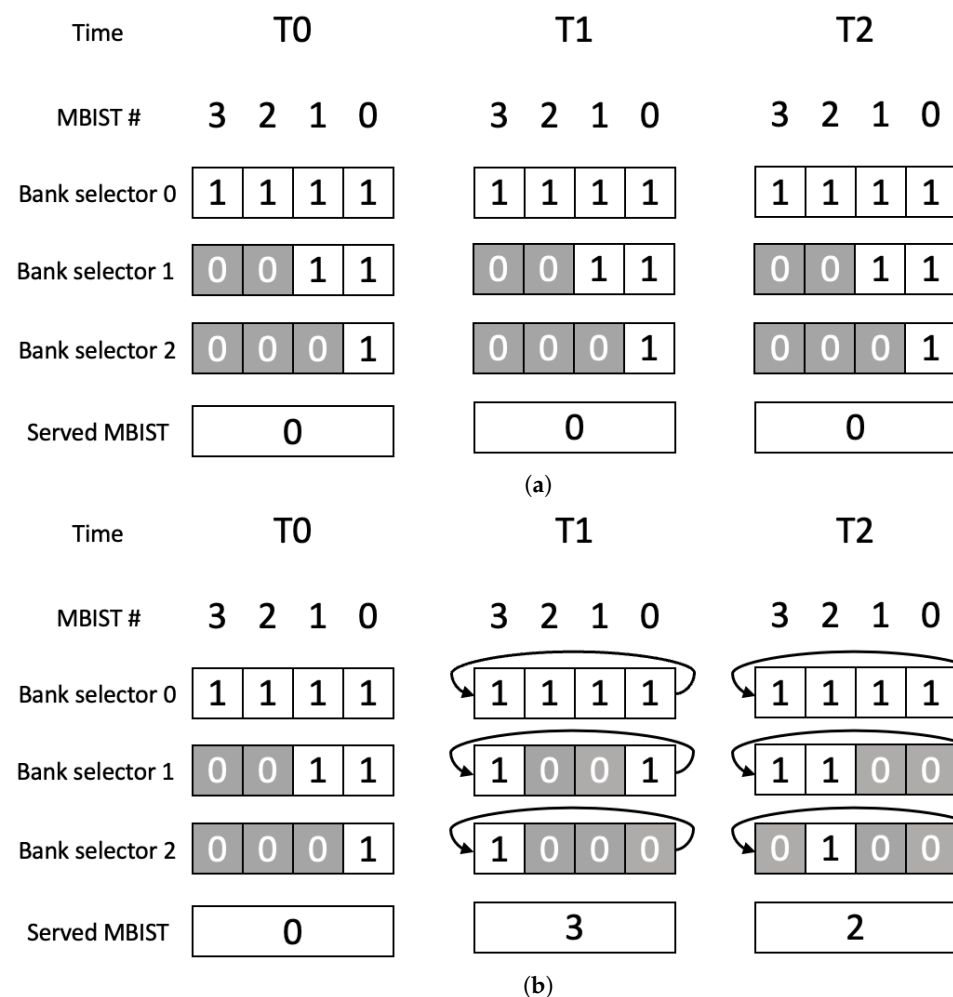 Time T0 T1 T2
MBIST # 3 2 1 0 3 2 1 0 3 2 1 0
Bank selector 0 1 1 1 1 1 1 1 1 1 1 1 1
Bank selector 1 0 0 1 1 0 0 1 1 0 0 1 1
Bank selector 2 0 0 0 1 0 0 0 1 0 0 0 1
Served MBIST 0 0 0
(a)
Time T0 T1 T2
MBIST # 3 2 1 0 3 2 1 0 3 2 1 0
Bank selector 0 1 1 1 1 1 1 1 1 1 1 1 1
Bank selector 1 0 0 1 1 1 0 0 1 1 1 0 0
Bank selector 2 0 0 0 1 1 0 0 0 0 1 0 0
Served MBIST 0 3 2
(b)